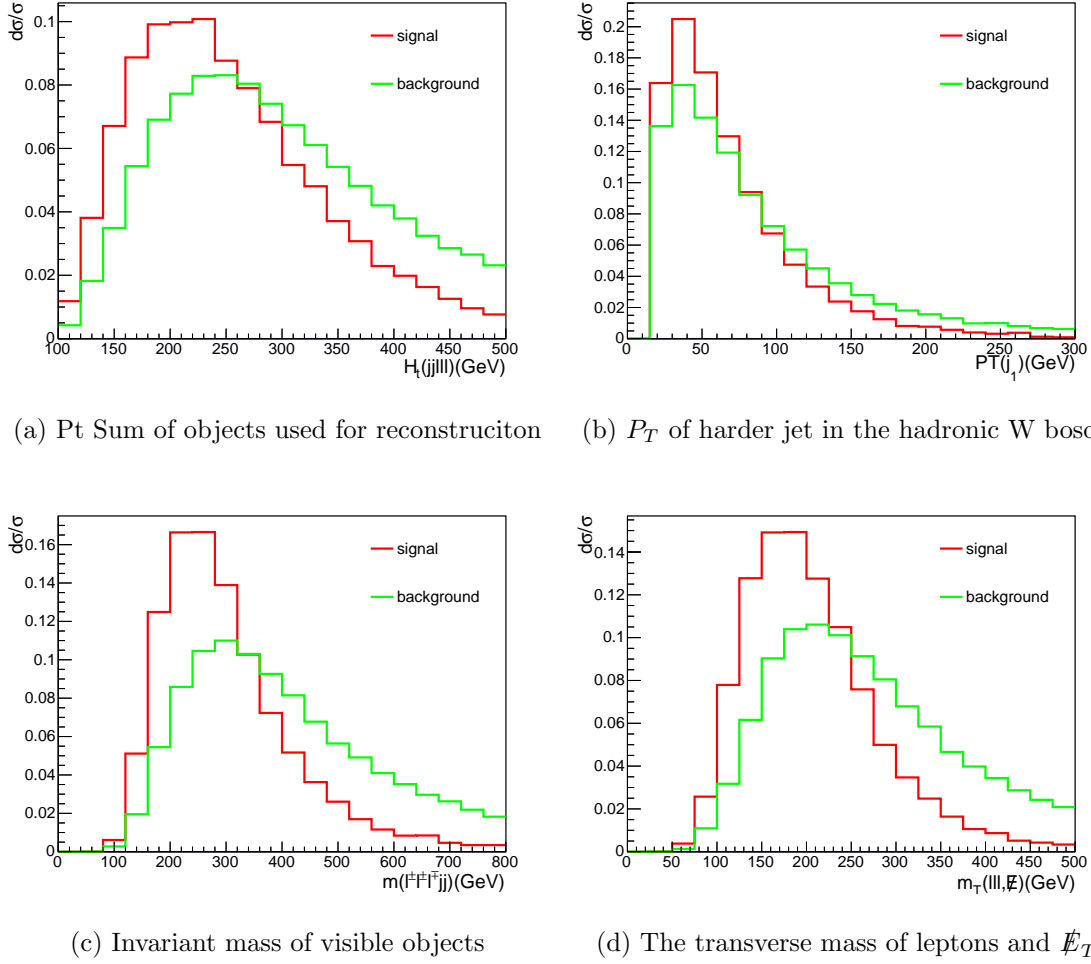 dσ/σ
0.1
0.08
0.06
0.04
0.02
0
signal
background
100 150 200 250 300 350 400 450 500
H_t(jjlll)(GeV)
dσ/σ
0.2
0.18
0.16
0.14
0.12
0.1
0.08
0.06
0.04
0.02
0
signal
background
0 50 100 150 200 250 300
PT(j_1)(GeV)
(a) Pt Sum of objects used for reconstruciton
(b) P_T of harder jet in the hadronic W
dσ/σ
0.16
0.14
0.12
0.1
0.08
0.06
0.04
0.02
0
signal
background
0 100 200 300 400 500 600 700 800
m(l^±l^±l^∓jj)(GeV)
dσ/σ
0.14
0.12
0.1
0.08
0.06
0.04
0.02
0
signal
background
0 50 100 150 200 250 300 350 400 450 500
m_T(lll,E̸)(GeV)
(c) Invariant mass of visible objects
(d) The transverse mass of leptons and E̸_T